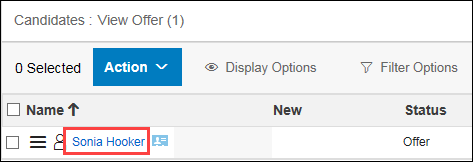 Candidates : View Offer (1)
0 Selected Action Display Options Filter Options
Name New Status
Sonia Hooker Offer